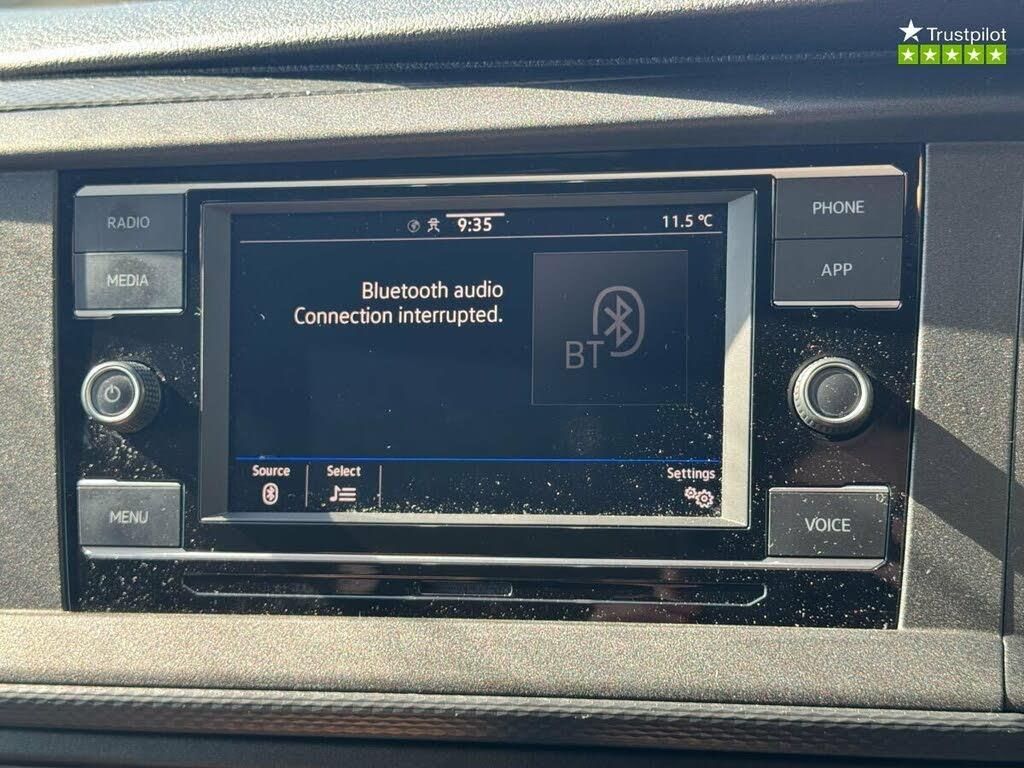 Trustpilot
RADIO
MEDIA
9:35
11.5 °C
PHONE
APP
Bluetooth audio
Connection interrupted.
BT
Source
Select
Settings
MENU
VOICE